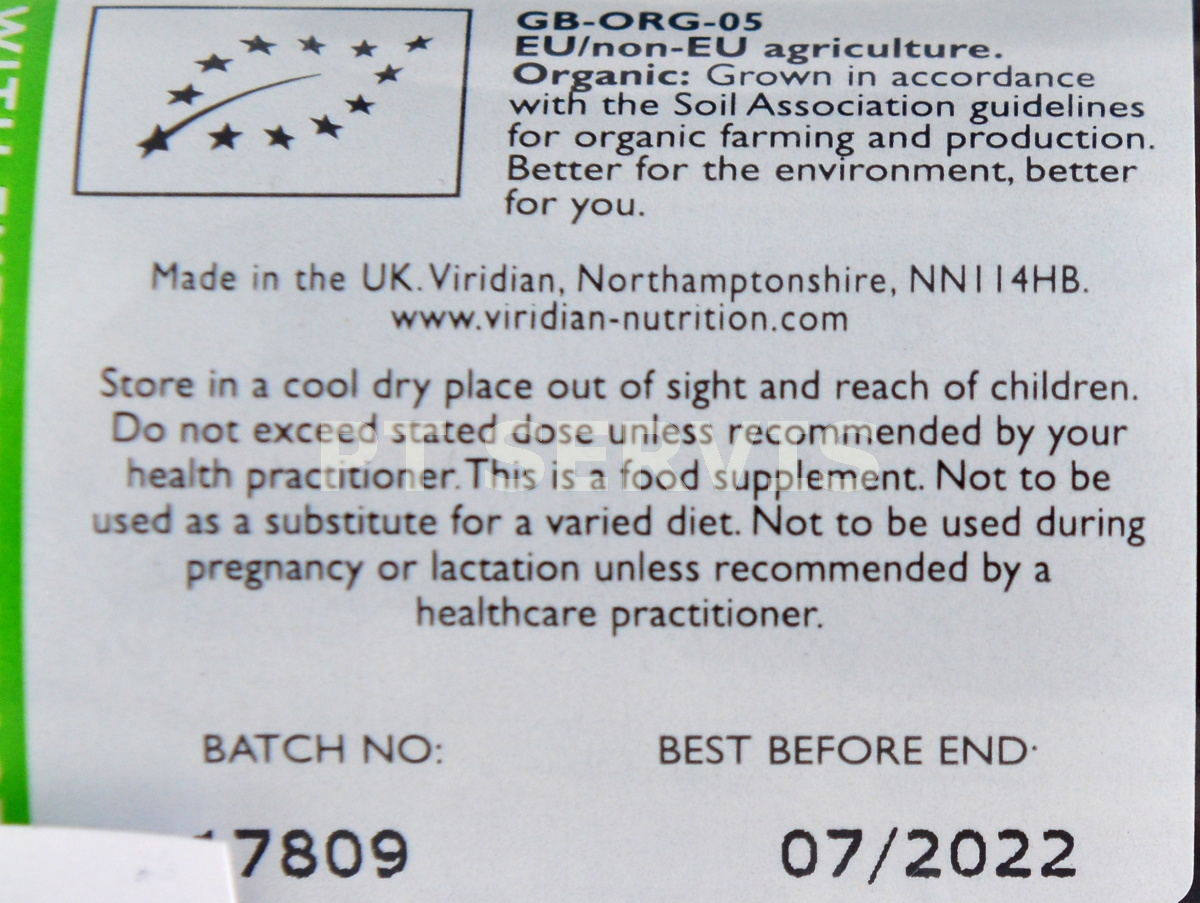 GB-ORG-05
EU/non-EU agriculture.
Organic: Grown in accordance
with the Soil Association guidelines
for organic farming and production.
Better for the environment, better
for you.
Made in the UK. Viridian, Northamptonshire, NN114HB.
www.viridian-nutrition.com
Store in a cool dry place out of sight and reach of children.
Do not exceed stated dose unless recommended by your
health practitioner. This is a food supplement. Not to be
used as a substitute for a varied diet. Not to be used during
pregnancy or lactation unless recommended by a
healthcare practitioner.
PT SERVIS
BATCH NO:
BEST BEFORE END:
7809
07/2022